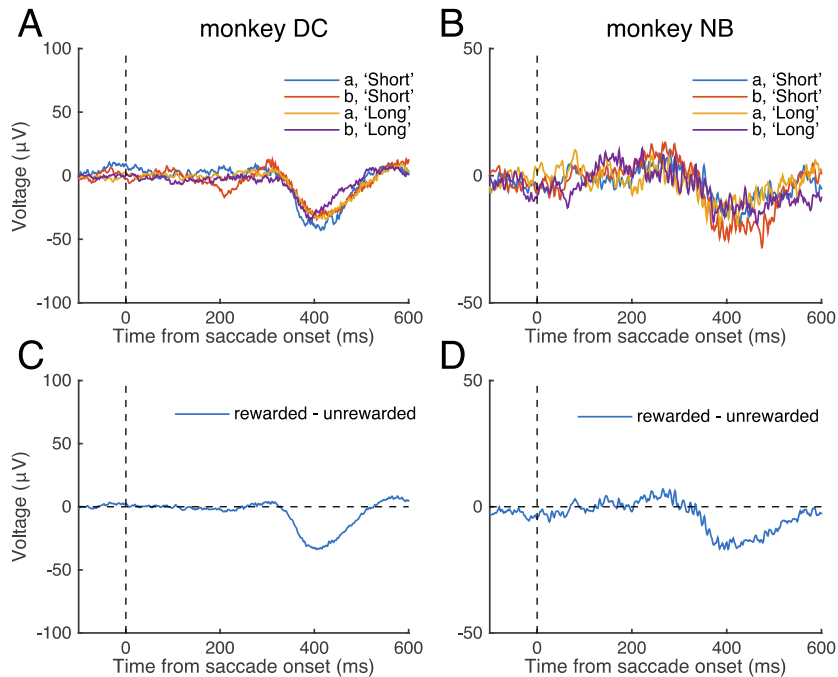 A
monkey DC
100
50
0
-50
-100
Voltage (μV)
a, ‘Short’
b, ‘Short’
a, ‘Long’
b, ‘Long’
0
200
400
600
Time from saccade onset (ms)
B
monkey NB
50
0
-50
a, ‘Short’
b, ‘Short’
a, ‘Long’
b, ‘Long’
0
200
400
600
Time from saccade onset (ms)
C
100
50
0
-50
-100
Voltage (μV)
rewarded - unrewarded
0
200
400
600
Time from saccade onset (ms)
D
50
0
-50
rewarded - unrewarded
0
200
400
600
Time from saccade onset (ms)